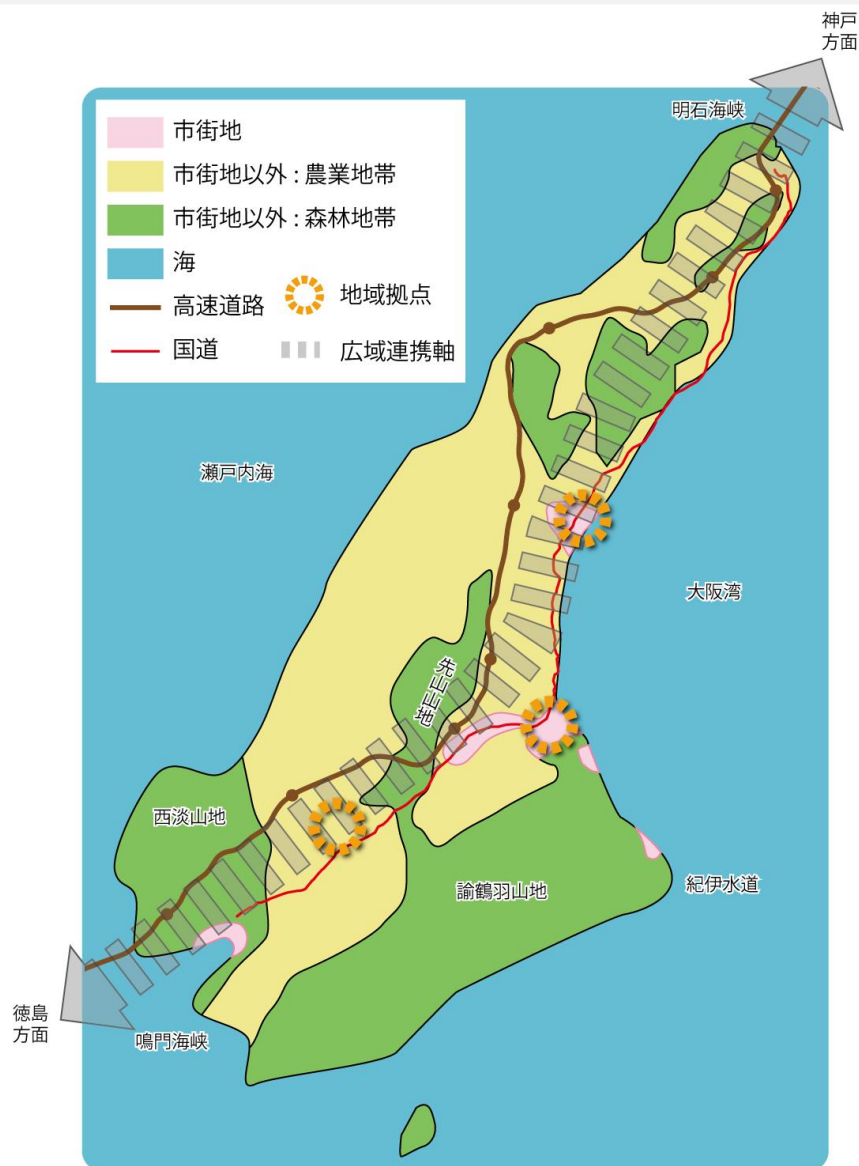 神戸
方面
明石海峡
市街地
市街地以外 : 農業地帯
市街地以外 : 森林地帯
海
高速道路
地域拠点
国道
広域連携軸
瀬戸内海
大阪湾
先山山地
西淡山地
諭鶴羽山地
紀伊水道
徳島
方面
鳴門海峡